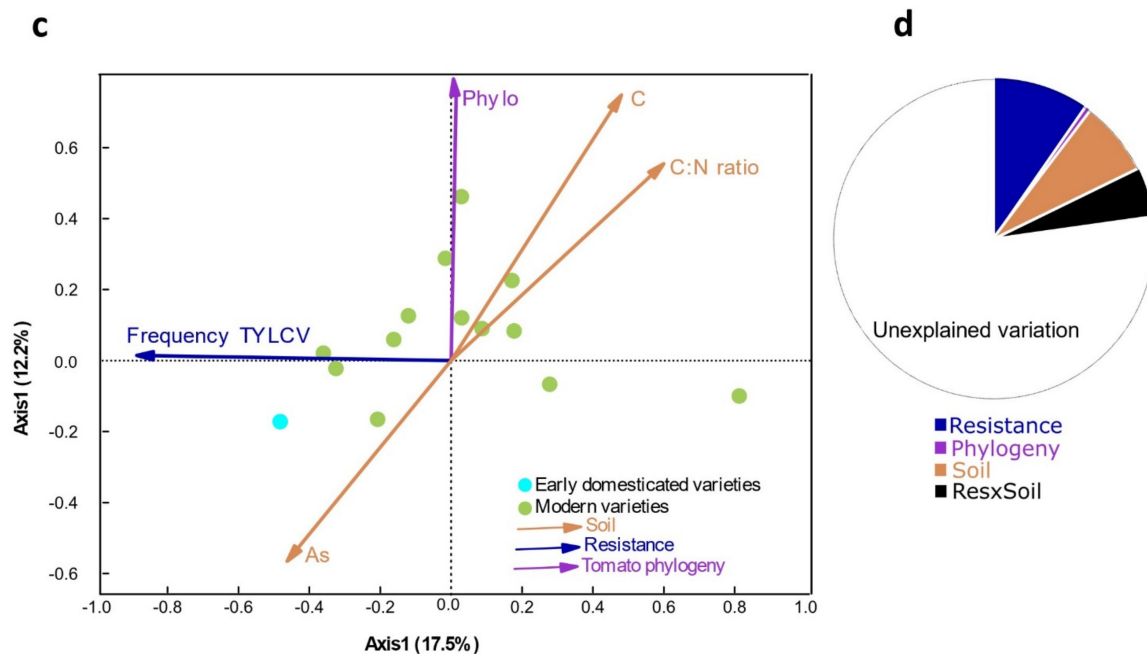 c
d
Phylo
C
C:N ratio
Frequency TYLCV
As
0.6
0.4
0.2
0.0
-0.2
-0.4
-0.6
Axis1 (12.2%)
-1.0 -0.8 -0.6 -0.4 -0.2 0.0 0.2 0.4 0.6 0.8 1.0
Axis1 (17.5%)
Early domesticated varieties
Modern varieties
Soil
Resistance
Tomato phylogeny
Unexplained variation
Resistance
Phylogeny
Soil
ResxSoil